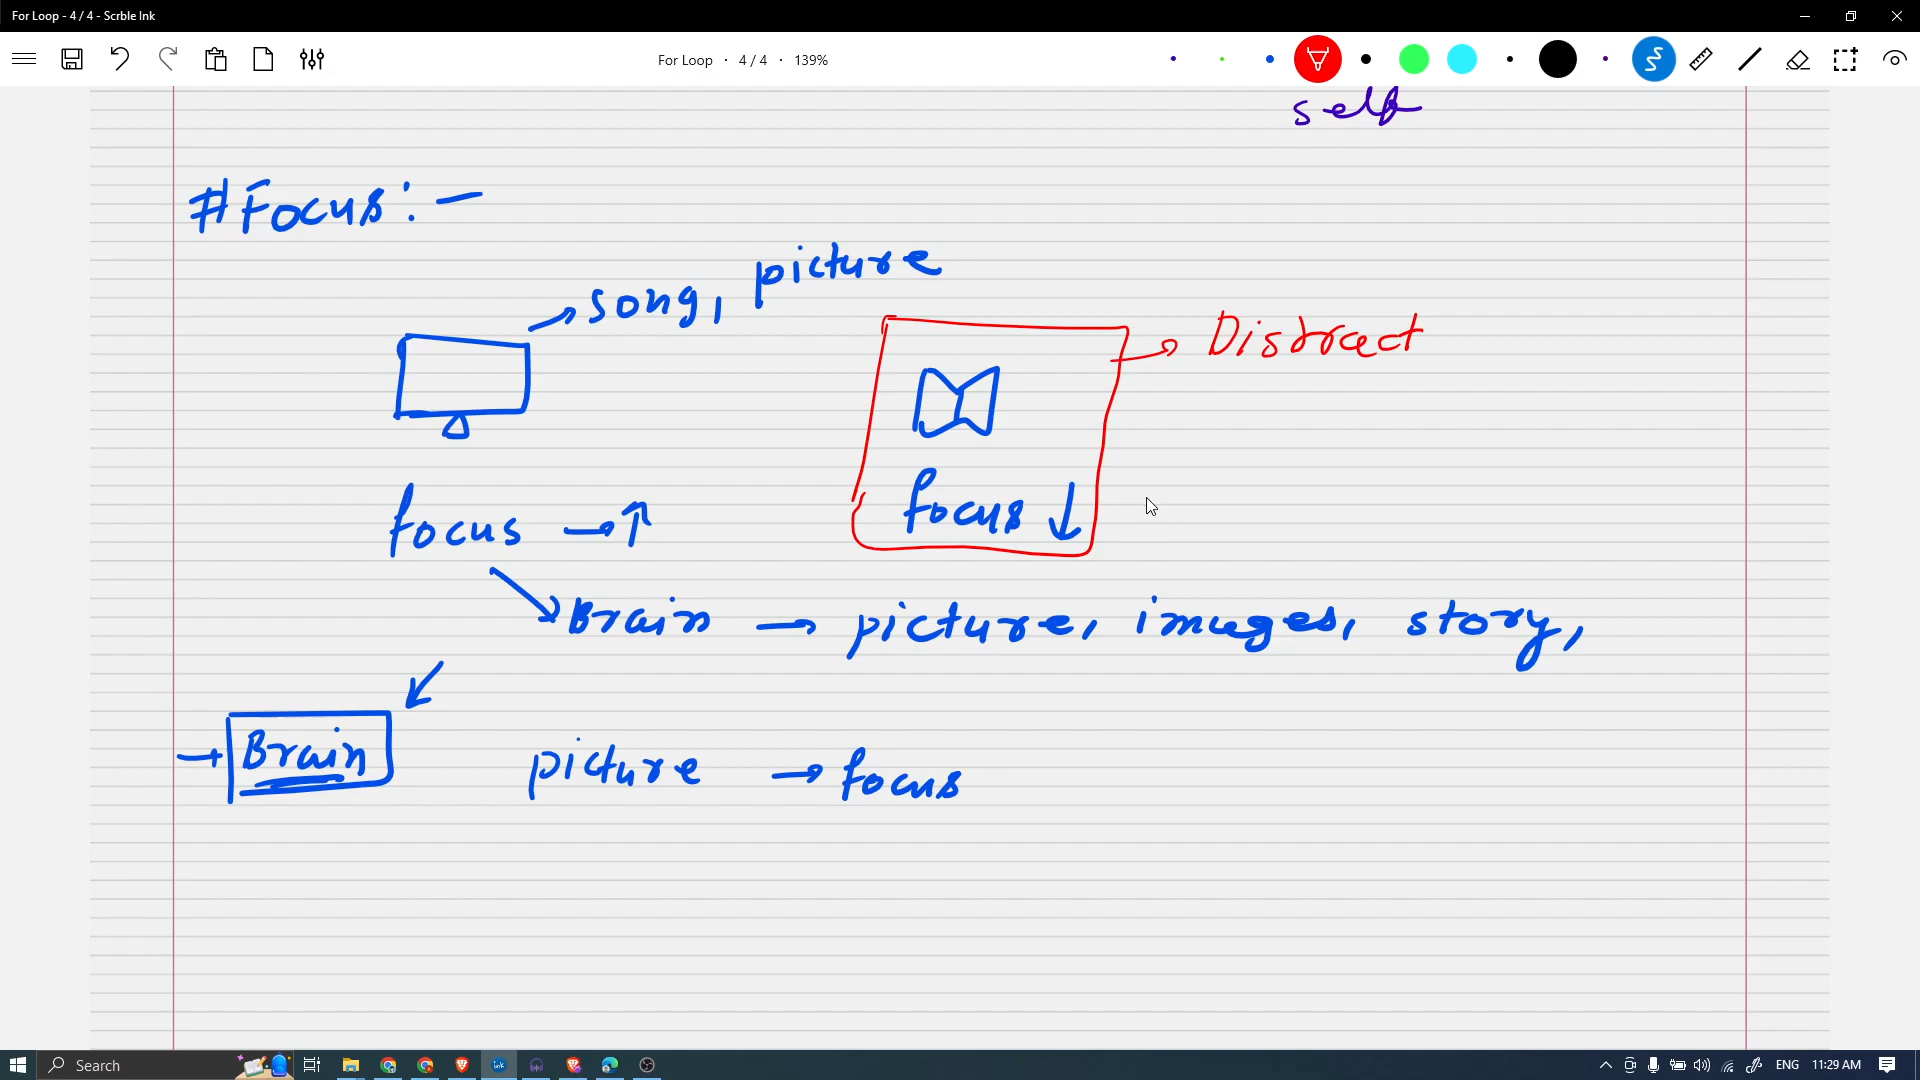 For Loop - 4 / 4 - Scrble Ink
For Loop · 4 / 4 · 139%
self
#Focus:-
song, picture
Distract
focus → ↑
focus ↓
Brain → picture, images, story,
→ Brain
picture → focus
Search
ink
ENG 11:29 AM